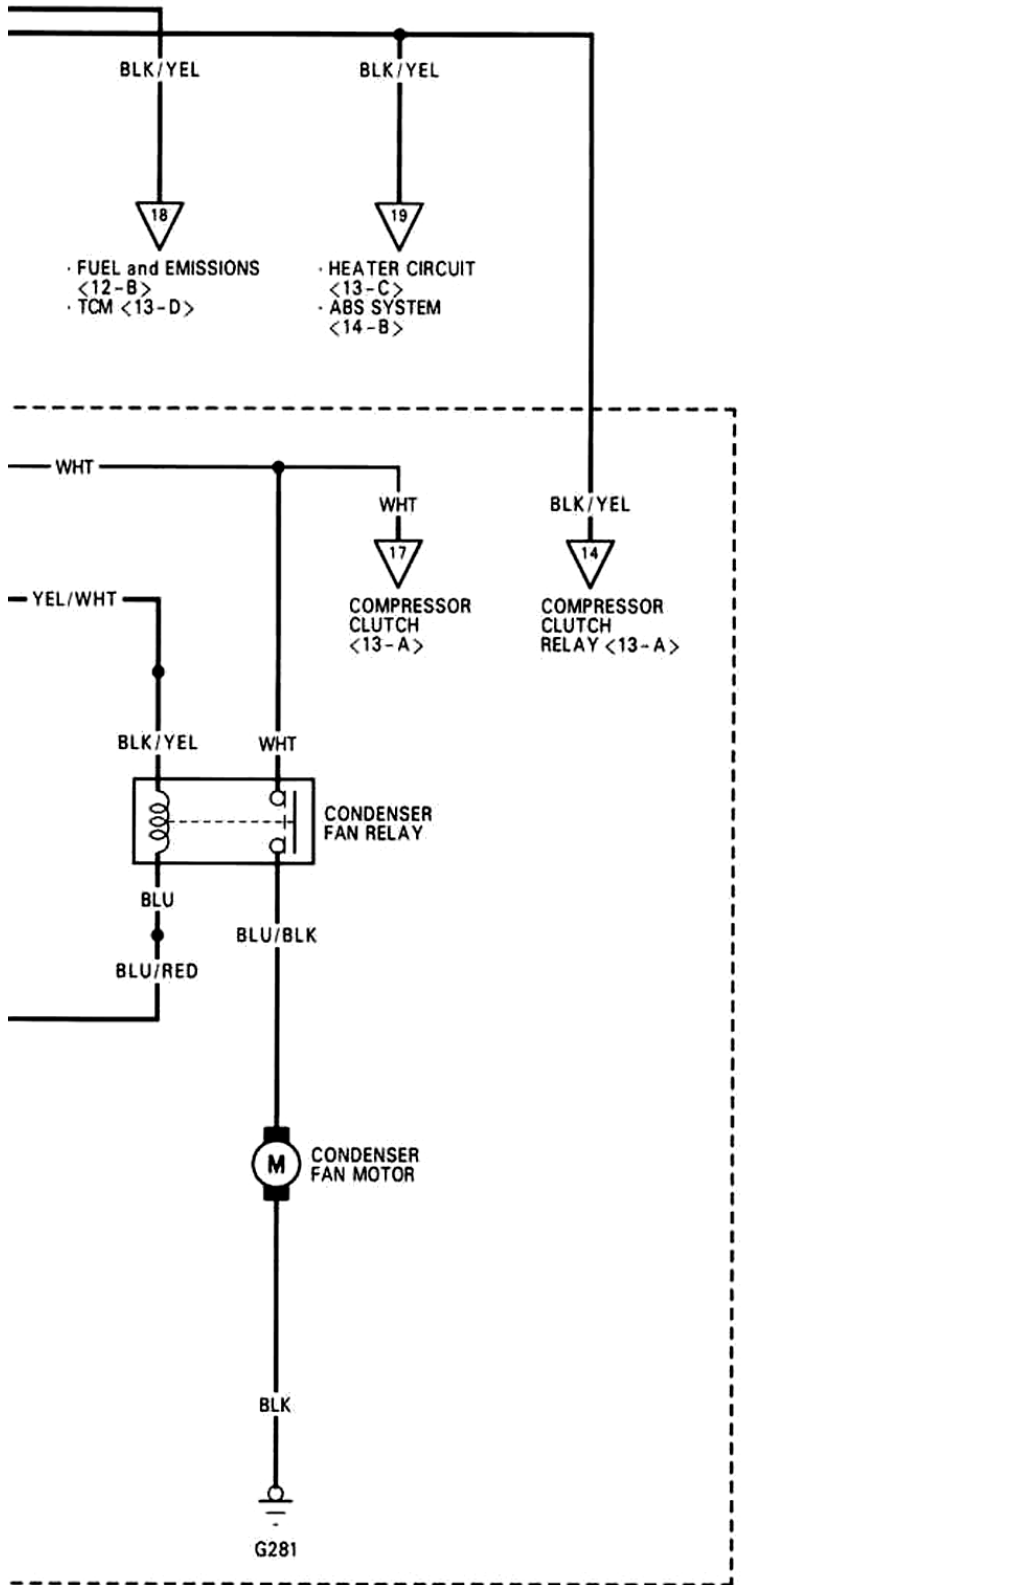 BLK/YEL
BLK/YEL
18
19
· FUEL and EMISSIONS
<12-B>
· TCM <13-D>
· HEATER CIRCUIT
<13-C>
· ABS SYSTEM
<14-B>
WHT
WHT
BLK/YEL
17
14
YEL/WHT
COMPRESSOR
CLUTCH
<13-A>
COMPRESSOR
CLUTCH
RELAY <13-A>
BLK/YEL
WHT
CONDENSER
FAN RELAY
BLU
BLU/BLK
BLU/RED
M
CONDENSER
FAN MOTOR
BLK
G281